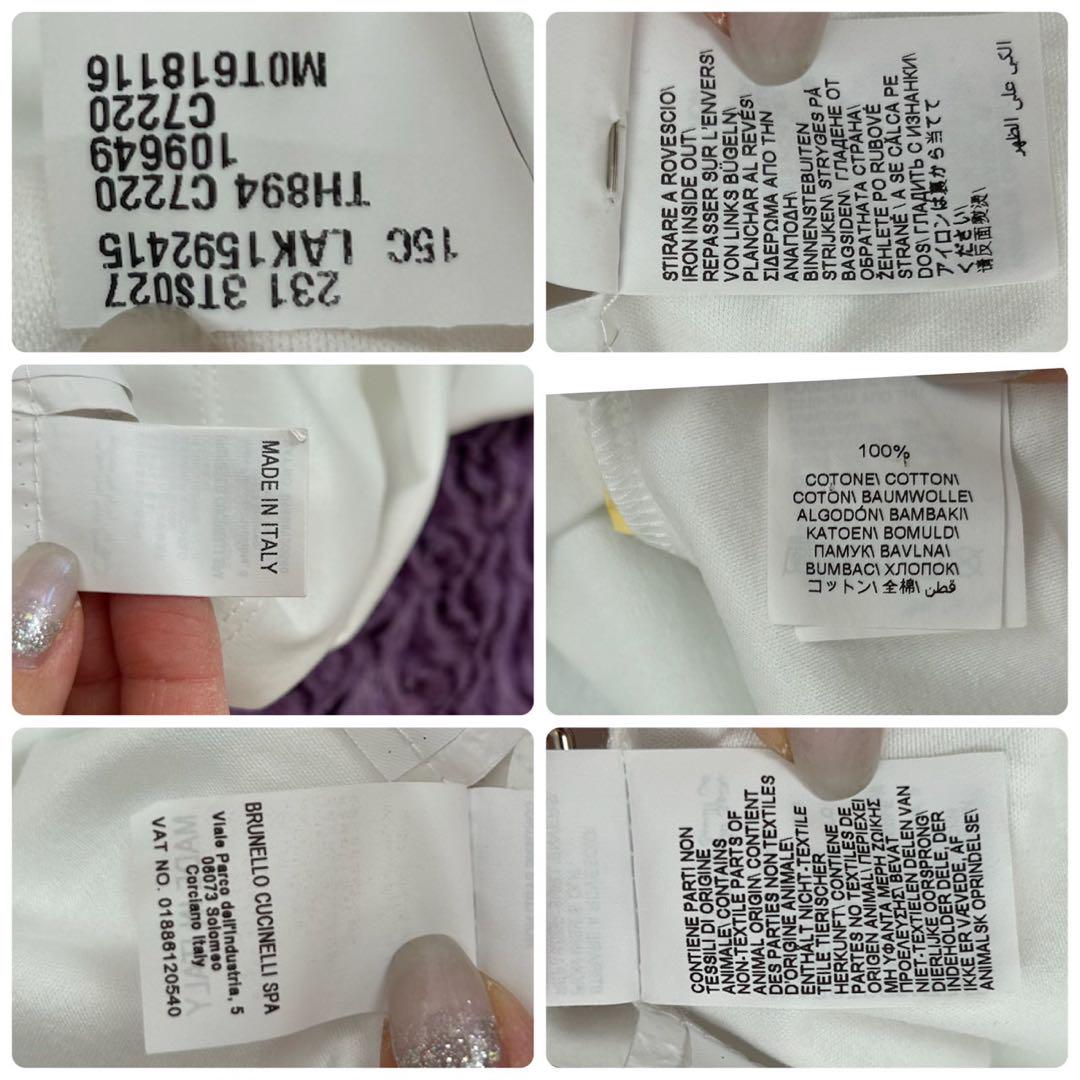 231 3TS027
15C LAK1592415
TH894 C7220
109649
C7220
M0T618116
STIRARE A ROVESCIO\
IRON INSIDE OUT\
REPASSER SUR L'ENVERS\
VON LINKS BÜGELN\
PLANCHAR AL REVÉS\
ΣΙΔΕΡΩΜΑ ΑΠΟ ΤΗΝ
ΑΝΑΠΟΔΗ\
BINNENSTEBUITEN
STRIJKEN\ STRYGES PÅ
BAGSIDEN\ ГЛАДЕНЕ ОТ
ОБРАТНАТА СТРАНА\
ŽEHLETE PO RUBOVÉ
STRANĚ\ A SE CĂLCA PE
DOS\ ГЛАДИТЬ С ИЗНАНКИ\
アイロンは裏から当てて
ください\
请反面熨烫\
الكي على الظهر
MADE IN ITALY
100%
COTONE\ COTTON\
COTON\ BAUMWOLLE\
ALGODÓN\ ΒΑΜΒΑΚΙ\
KATOEN\ BOMULD\
ПАМУК\ BAVLNA\
BUMBAC\ ХЛОПОК\
コットン\ 全棉\ قطن
BRUNELLO CUCINELLI SPA
Viale Parco dell'Industria, 5
06073 Solomeo
Corciano Italy
VAT NO. 01886120540
CONTIENE PARTI NON
TESSILI DI ORIGINE
ANIMALE\ CONTAINS
NON-TEXTILE PARTS OF
ANIMAL ORIGIN\ CONTIENT
DES PARTIES NON TEXTILES
D'ORIGINE ANIMALE\
ENTHÄLT NICHT-TEXTILE
TEILE TIERISCHER
HERKUNFT\ CONTIENE
PARTES NO TEXTILES DE
ORIGEN ANIMAL\ ΠΕΡΙΕΧΕΙ
ΜΗ ΥΦΑΝΤΑ ΜΕΡΗ ΖΩΙΚΗΣ
ΠΡΟΕΛΕΥΣΗΣ\ BEVAT
NIET-TEXTIELEN DELEN VAN
DIERLIJKE OORSPRONG\
INDEHOLDER DELE, DER
IKKE ER VÆVEDE, AF
ANIMALSK OPRINDELSE\